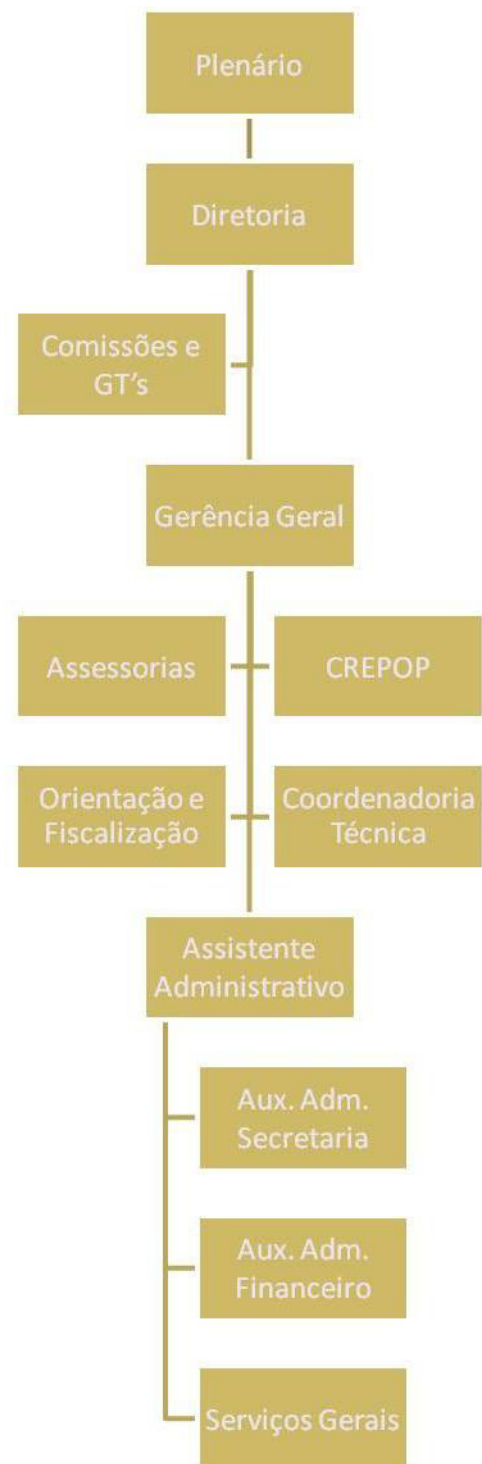 Plenário
Diretoria
Comissões e
GT's
Gerência Geral
Assessorias
CREPOP
Orientação e
Fiscalização
Coordenadoria
Técnica
Assistente
Administrativo
Aux. Adm.
Secretaria
Aux. Adm.
Financeiro
Serviços Gerais